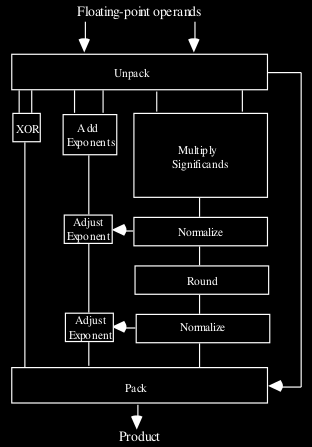 Floating-point operands
Unpack
XOR
Add
Exponents
Multiply
Significands
Adjust
Exponent
Normalize
Round
Adjust
Exponent
Normalize
Pack
Product